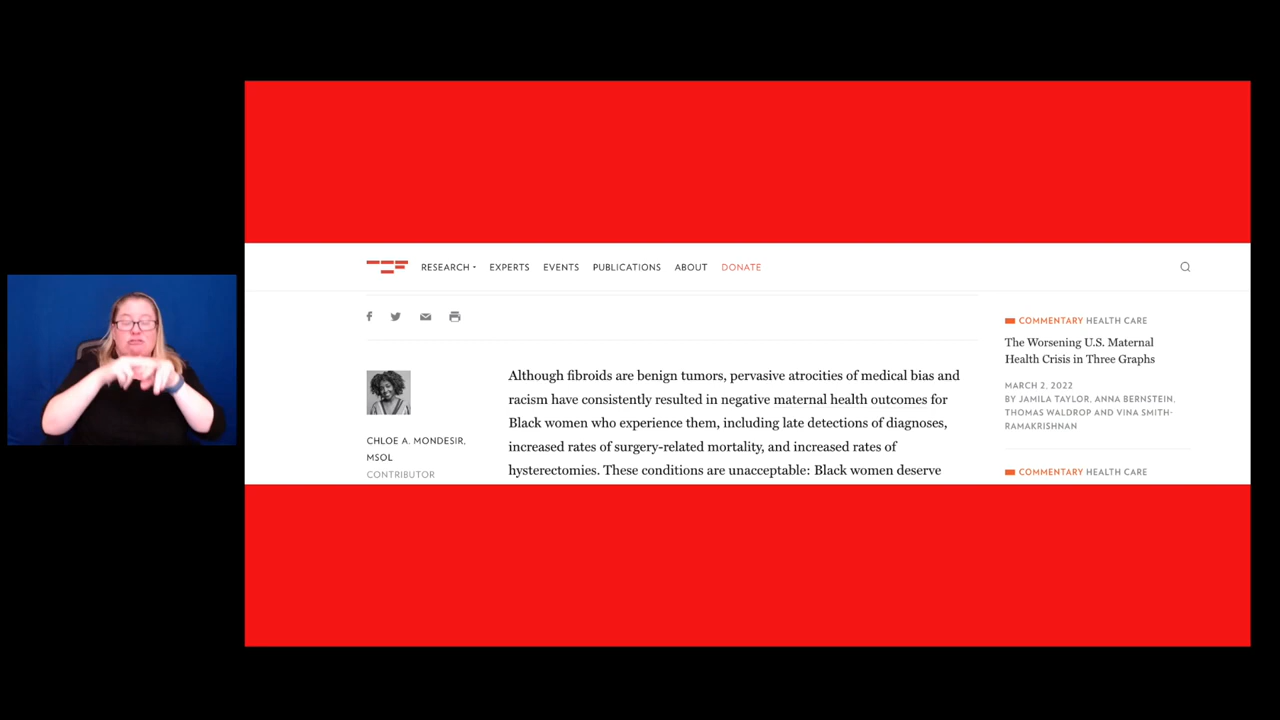 RESEARCH EXPERTS EVENTS PUBLICATIONS ABOUT DONATE
CHLOE A. MONDESIR,
MSOL
CONTRIBUTOR
Although fibroids are benign tumors, pervasive atrocities of medical bias and
racism have consistently resulted in negative maternal health outcomes for
Black women who experience them, including late detections of diagnoses,
increased rates of surgery-related mortality, and increased rates of
hysterectomies. These conditions are unacceptable: Black women deserve
COMMENTARY HEALTH CARE
The Worsening U.S. Maternal
Health Crisis in Three Graphs
MARCH 2, 2022
BY JAMILA TAYLOR, ANNA BERNSTEIN,
THOMAS WALDROP AND VINA SMITH-
RAMAKRISHNAN
COMMENTARY HEALTH CARE